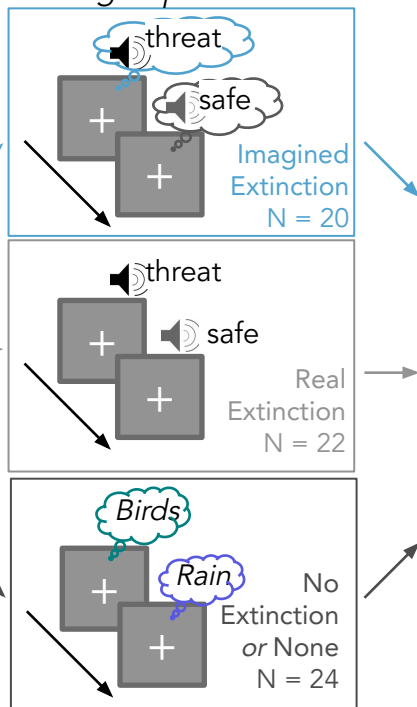 threat
safe
Imagined
Extinction
N = 20
threat
safe
Real
Extinction
N = 22
Birds
Rain
No
Extinction
or None
N = 24